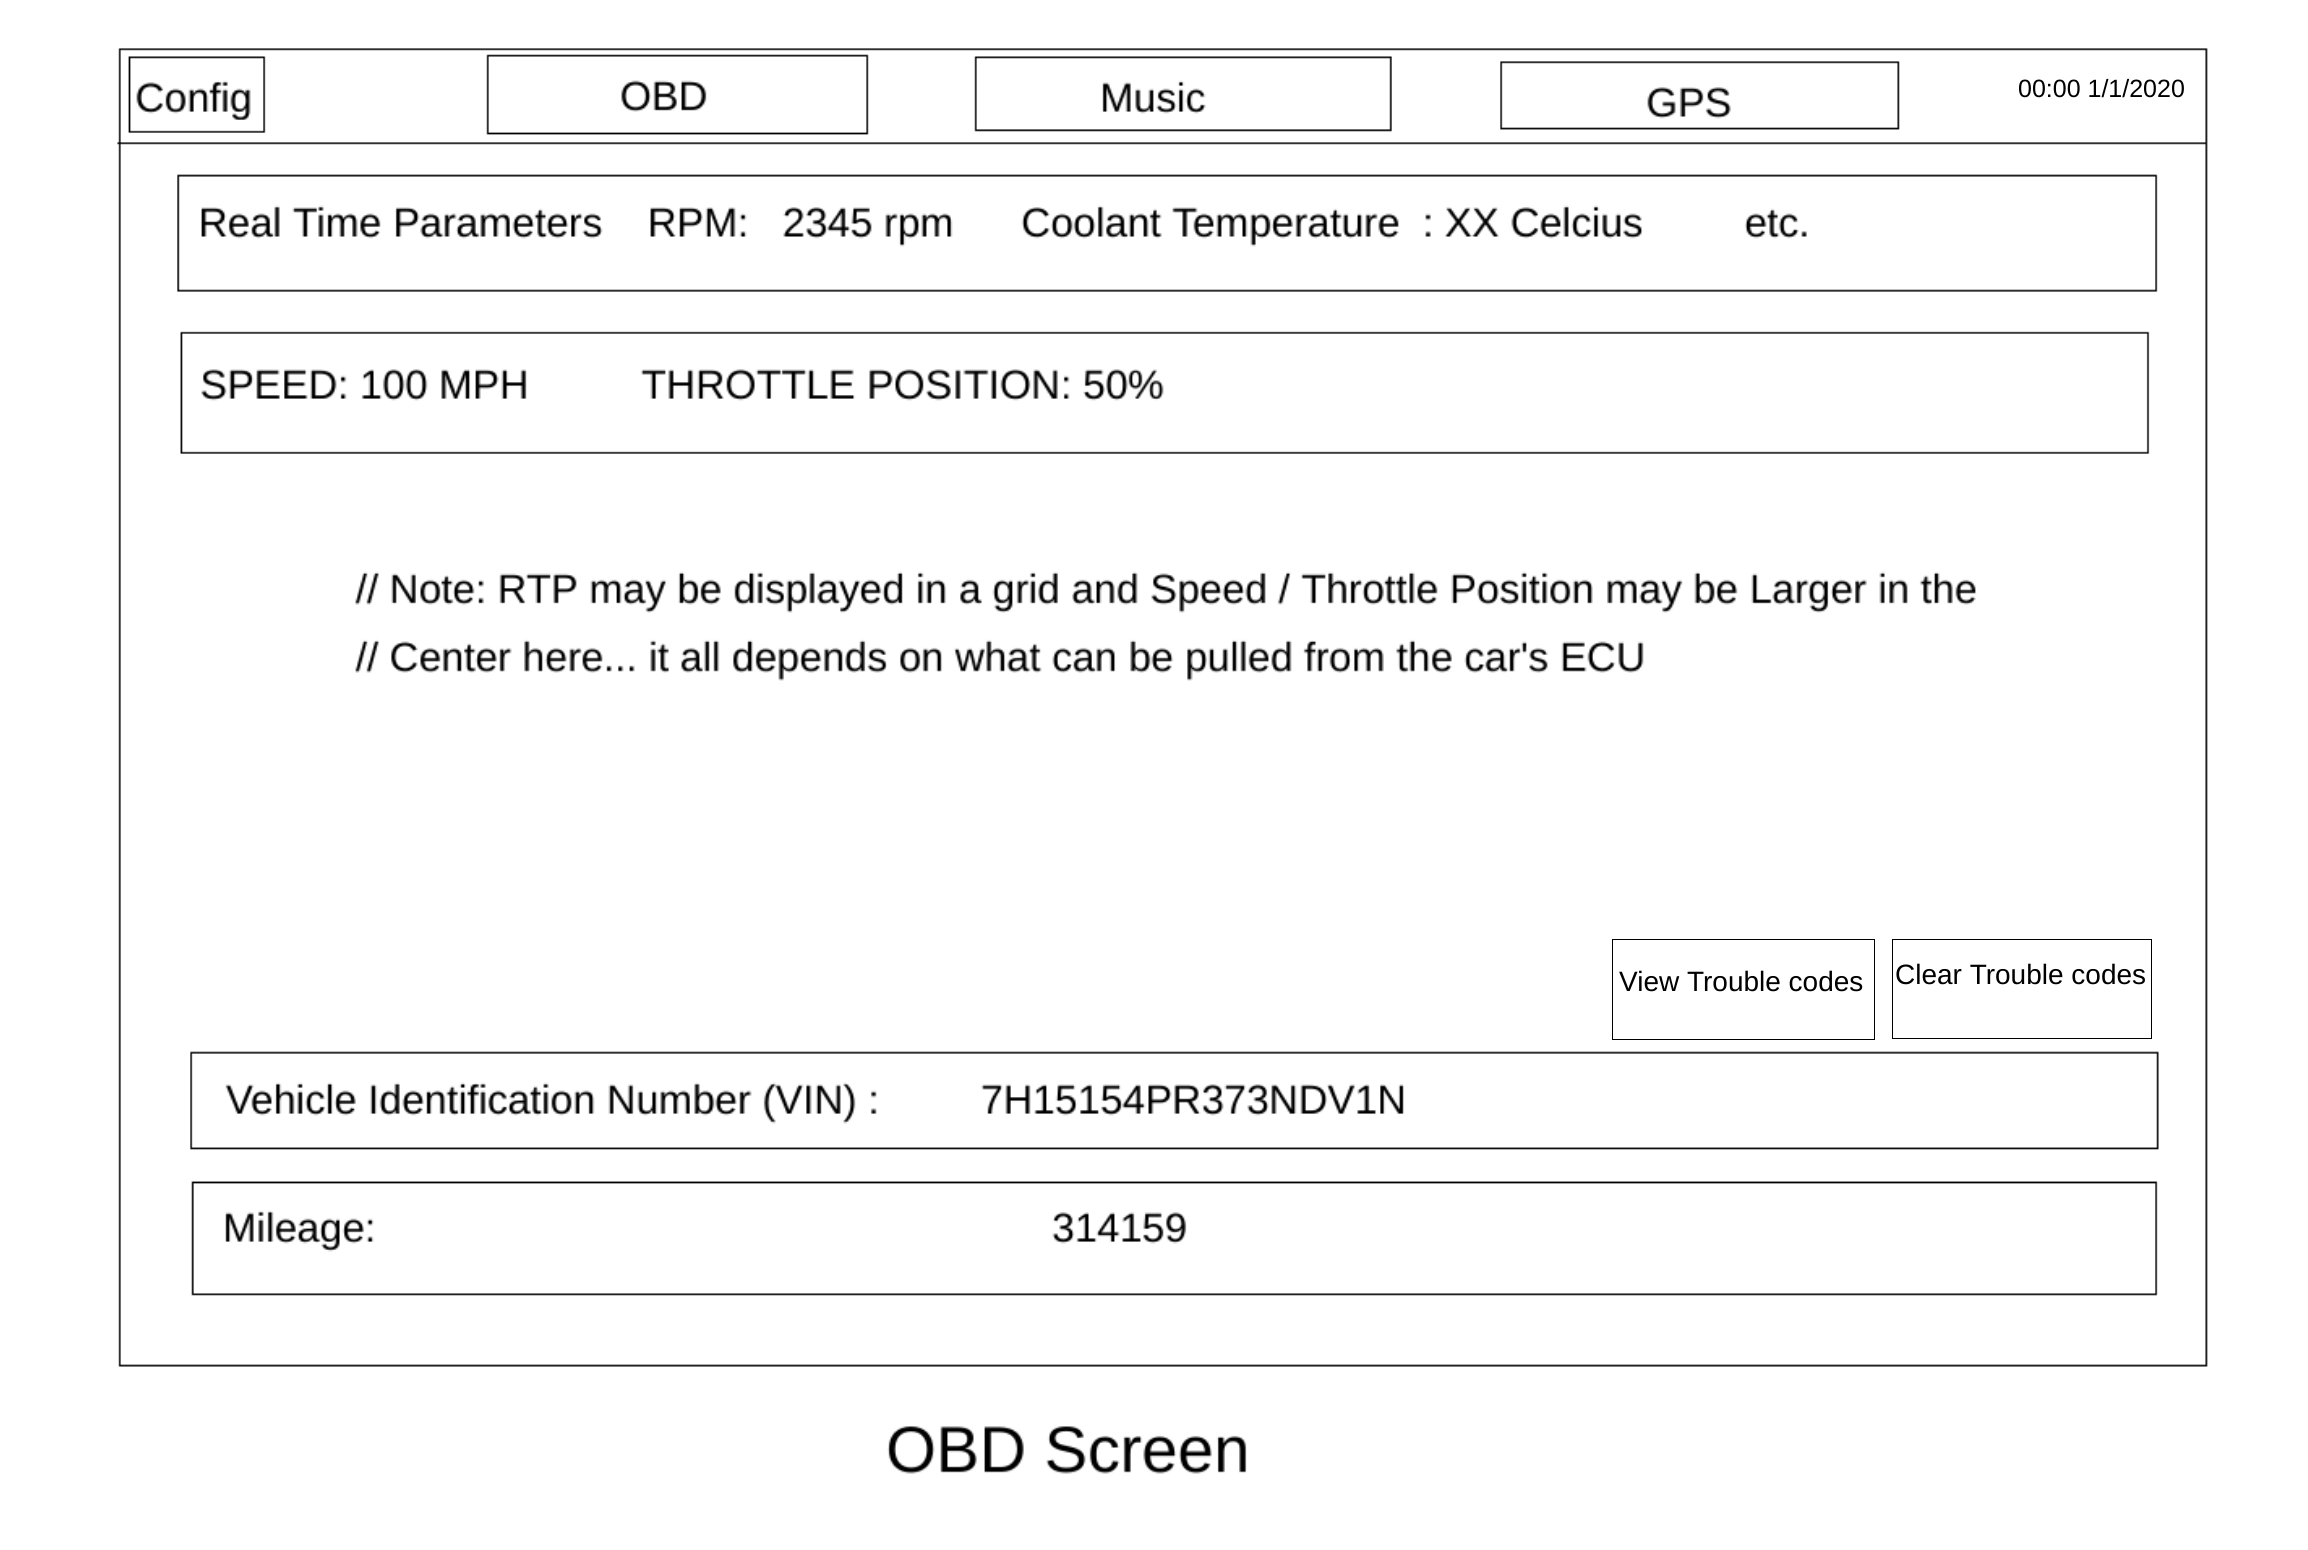 Config OBD Music GPS 00:00 1/1/2020
Real Time Parameters RPM: 2345 rpm Coolant Temperature : XX Celcius etc.
SPEED: 100 MPH THROTTLE POSITION: 50%
// Note: RTP may be displayed in a grid and Speed / Throttle Position may be Larger in the
// Center here... it all depends on what can be pulled from the car's ECU
View Trouble codes Clear Trouble codes
Vehicle Identification Number (VIN) : 7H15154PR373NDV1N
Mileage: 314159
OBD Screen